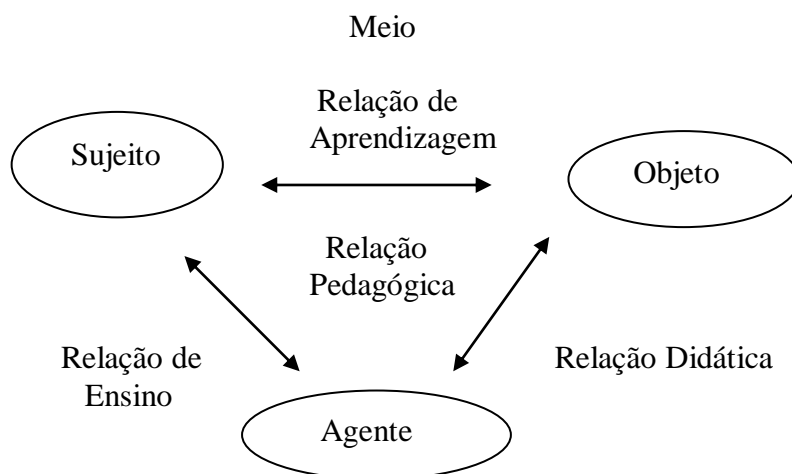 Meio
Relação de
Aprendizagem
Sujeito
Objeto
Relação
Pedagógica
Relação de
Ensino
Relação Didática
Agente